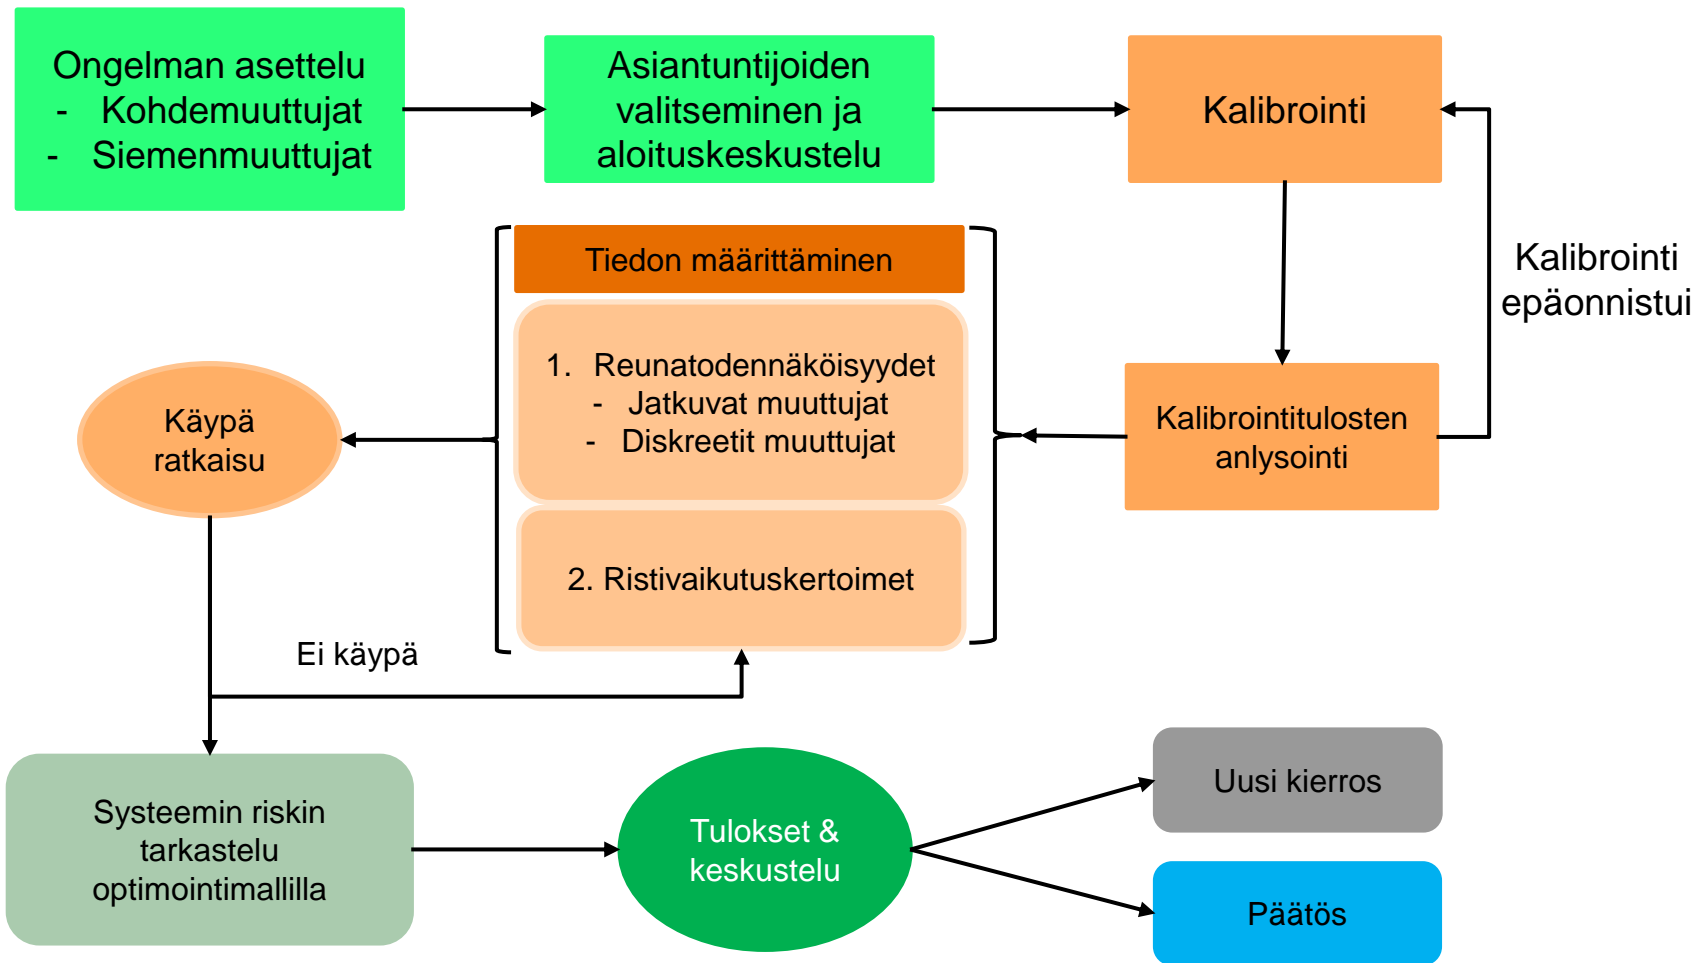 Ongelman asettelu
- Kohdemuuttujat
- Siemenmuuttujat
Asiantuntijoiden
valitseminen ja
aloituskeskustelu
Kalibrointi
Kalibrointi
epäonnistui
Tiedon määrittäminen
1. Reunatodennäköisyydet
- Jatkuvat muuttujat
- Diskreetit muuttujat
2. Ristivaikutuskertoimet
Kalibrointitulosten
anlysointi
Käypä
ratkaisu
Ei käypä
Systeemin riskin
tarkastelu
optimointimallilla
Tulokset &
keskustelu
Uusi kierros
Päätös